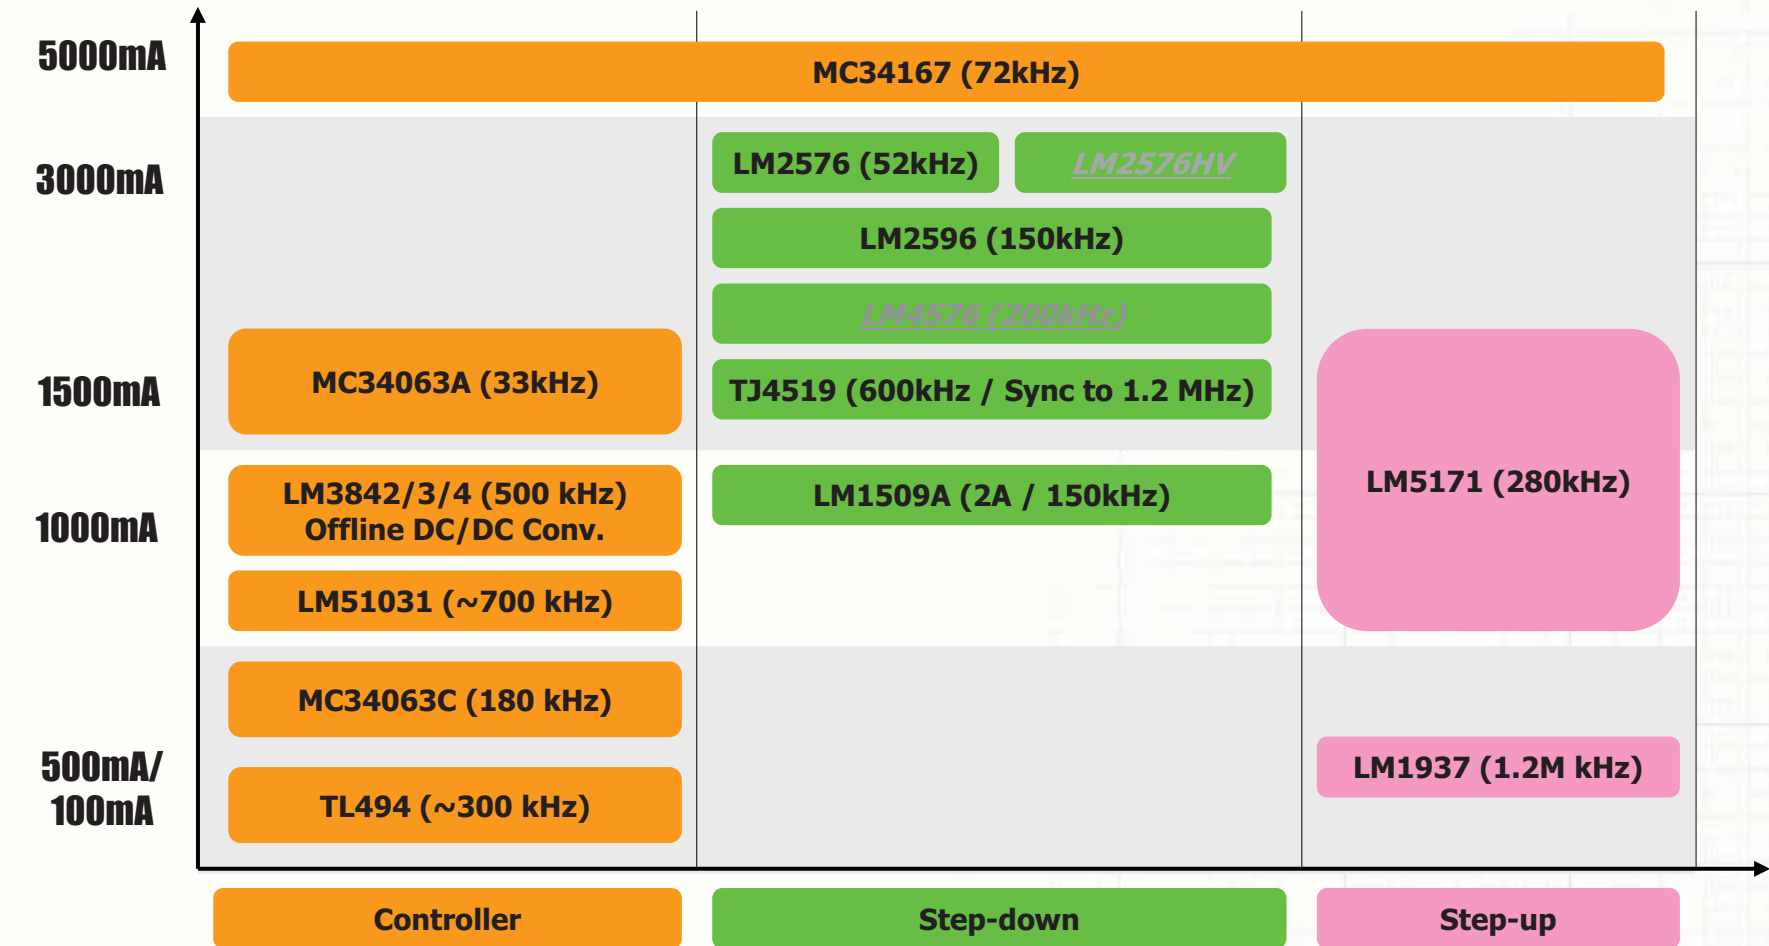 5000mA
MC34167 (72kHz)
3000mA
LM2576 (52kHz)
LM2576HV
LM2596 (150kHz)
LM4576 (200kHz)
1500mA
MC34063A (33kHz)
TJ4519 (600kHz / Sync to 1.2 MHz)
LM5171 (280kHz)
1000mA
LM3842/3/4 (500 kHz)
Offline DC/DC Conv.
LM1509A (2A / 150kHz)
LM51031 (~700 kHz)
MC34063C (180 kHz)
500mA/
100mA
TL494 (~300 kHz)
LM1937 (1.2M kHz)
Controller
Step-down
Step-up